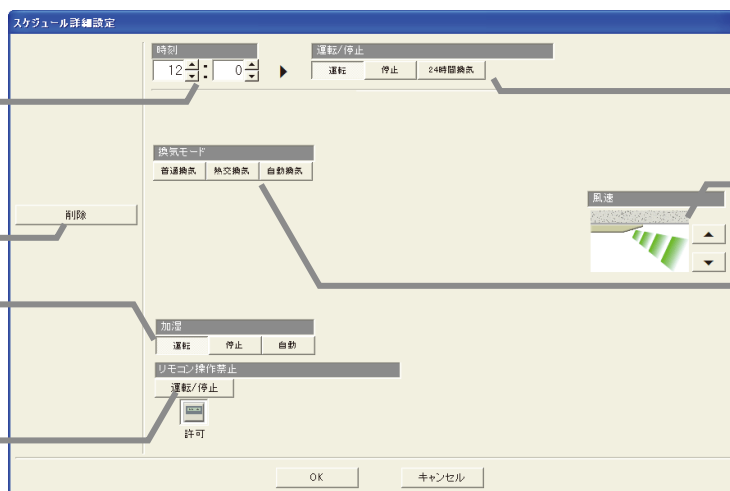 スケジュール詳細設定
時刻
運転/停止
12 : 0
運転 停止 24時間換気
換気モード
普通換気 熱交換気 自動換気
風速
削除
加湿
運転 停止 自動
リモコン操作禁止
運転/停止
許可
OK キャンセル